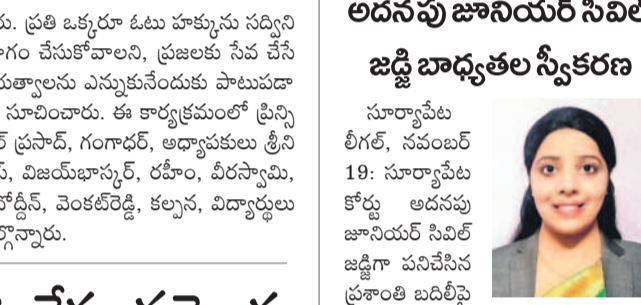 రు. ప్రతి ఒక్కరూ ఓటు హక్కును సద్విని
గం చేసుకోవాలని, ప్రజలకు సేవ చేసే
యత్వాలను ఎన్నుకునేందుకు పాటుపడా
సూచించారు. ఈ కార్యక్రమంలో ప్రిన్సి
ప్రసాద్, గంగాధర్, అధ్యాపకులు శ్రీని
విజయ్‌భాస్కర్, రహీం, వీరస్వామి,
వెంకట్‌రెడ్డి, కల్పన, విద్యార్థులు
ల్గొన్నారు.
అదనపు జూనియర్ సివిల్
జడ్జి బాధ్యతల స్వీకరణ
సూర్యాపేట
లీగల్, నవంబర్
19: సూర్యాపేట
కోర్టు అదనపు
జూనియర్ సివిల్
జడ్జిగా పనిచేసిన
ప్రశాంతి బదిలీపై